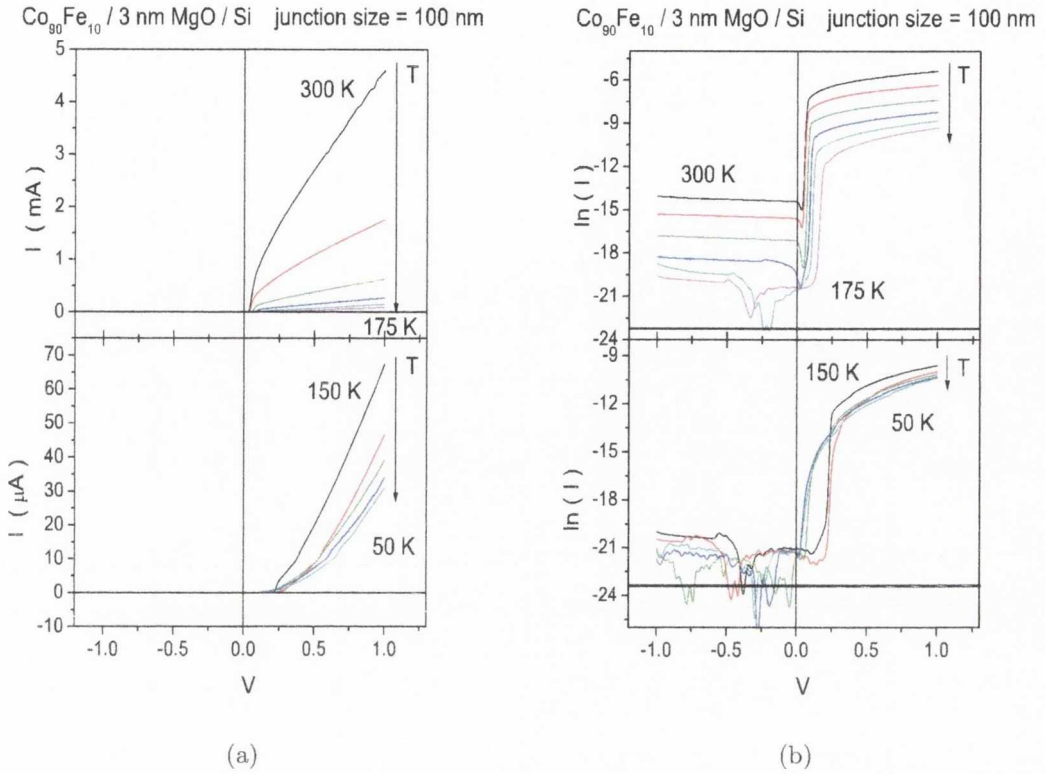 Co90Fe10 / 3 nm MgO / Si junction size = 100 nm
5
4
3
2
1
0
I ( mA )
300 K
T
175 K
70
60
50
40
30
20
10
0
-10
I ( μA )
150 K
T
50 K
-1.0 -0.5 0.0 0.5 1.0
V
(a)
Co90Fe10 / 3 nm MgO / Si junction size = 100 nm
-6
-9
-12
-15
-18
-21
-24
ln ( I )
T
300 K
175 K
-9
-12
-15
-18
-21
-24
ln ( I )
150 K
T
50 K
-1.0 -0.5 0.0 0.5 1.0
V
(b)